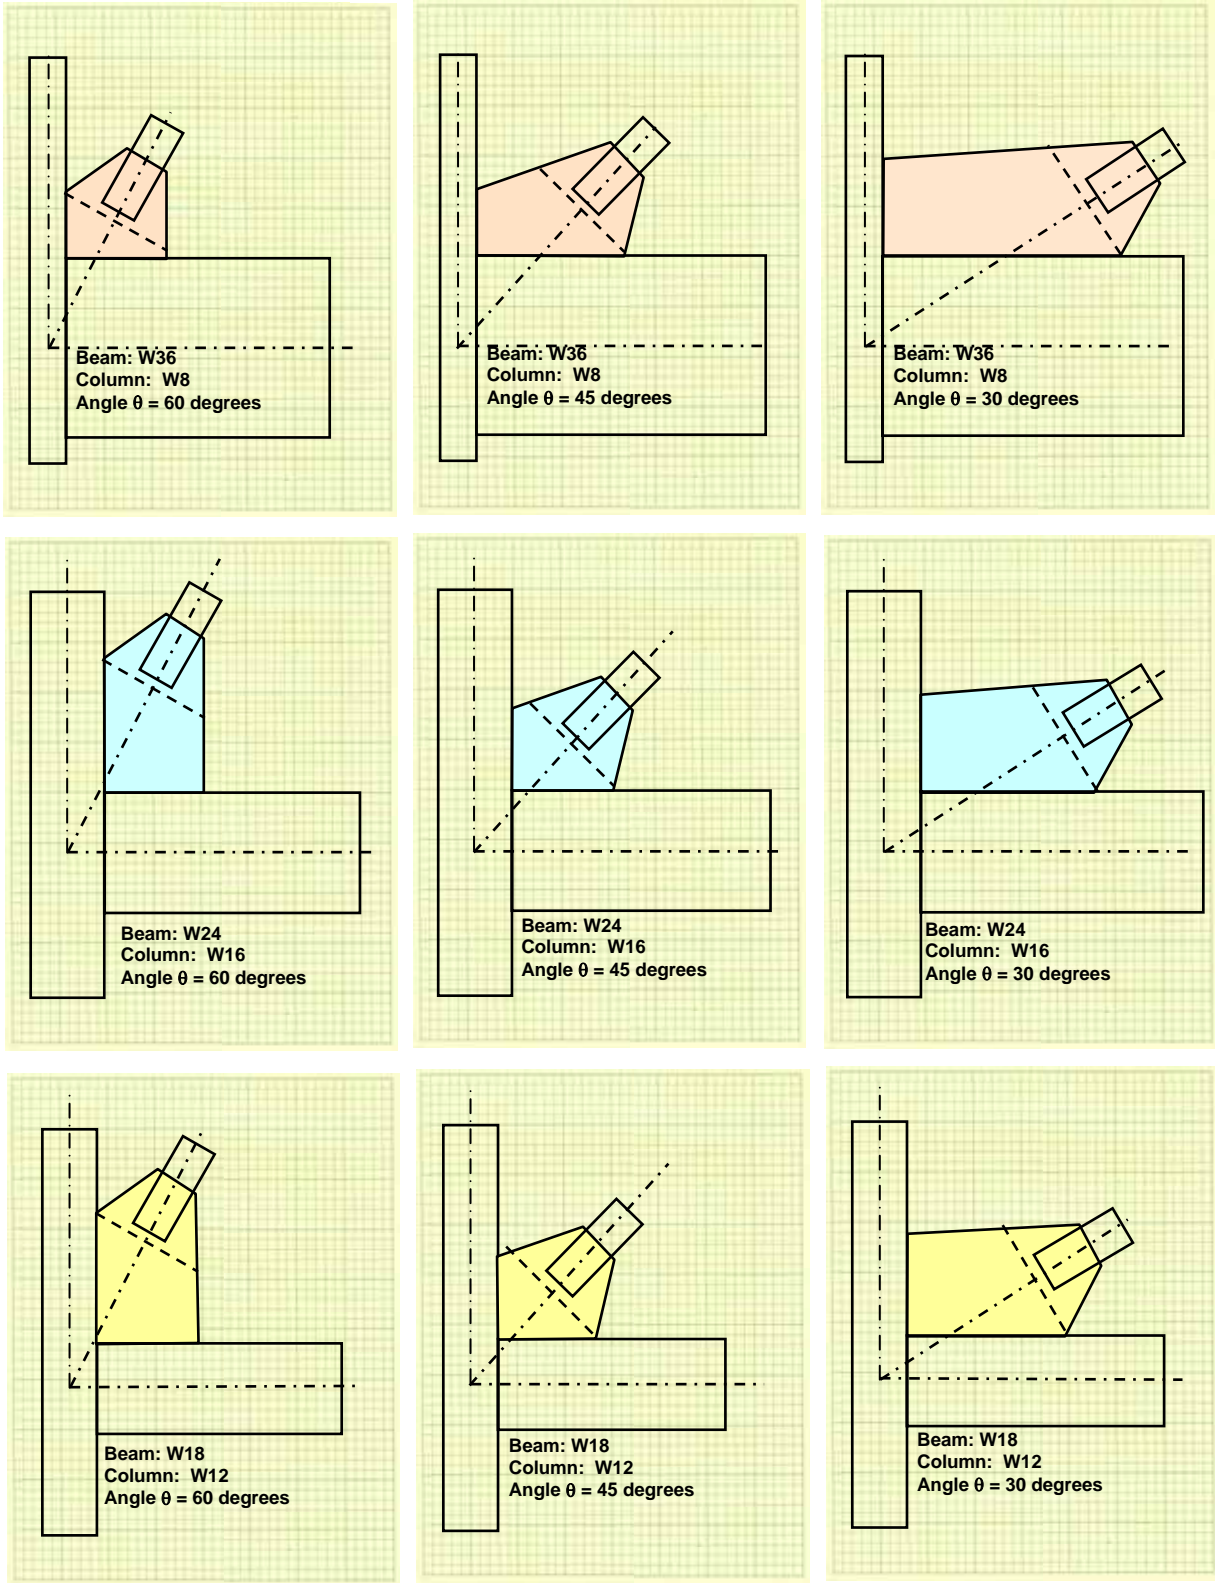 Beam: W36
Column: W8
Angle θ = 60 degrees
Beam: W36
Column: W8
Angle θ = 45 degrees
Beam: W36
Column: W8
Angle θ = 30 degrees
Beam: W24
Column: W16
Angle θ = 60 degrees
Beam: W24
Column: W16
Angle θ = 45 degrees
Beam: W24
Column: W16
Angle θ = 30 degrees
Beam: W18
Column: W12
Angle θ = 60 degrees
Beam: W18
Column: W12
Angle θ = 45 degrees
Beam: W18
Column: W12
Angle θ = 30 degrees